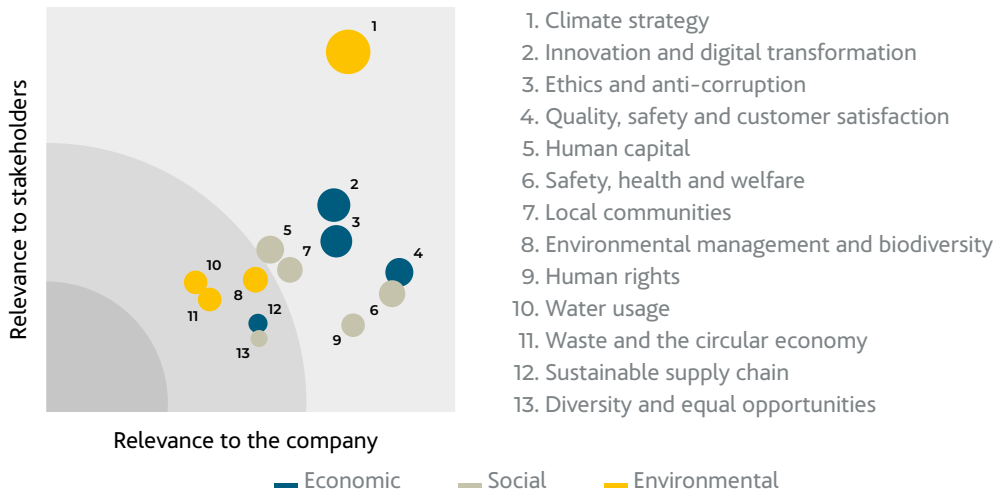 Relevance to stakeholders
1
2
3
5
7
4
10
8
11
12
6
9
13
Relevance to the company
1. Climate strategy
2. Innovation and digital transformation
3. Ethics and anti-corruption
4. Quality, safety and customer satisfaction
5. Human capital
6. Safety, health and welfare
7. Local communities
8. Environmental management and biodiversity
9. Human rights
10. Water usage
11. Waste and the circular economy
12. Sustainable supply chain
13. Diversity and equal opportunities
Economic
Social
Environmental